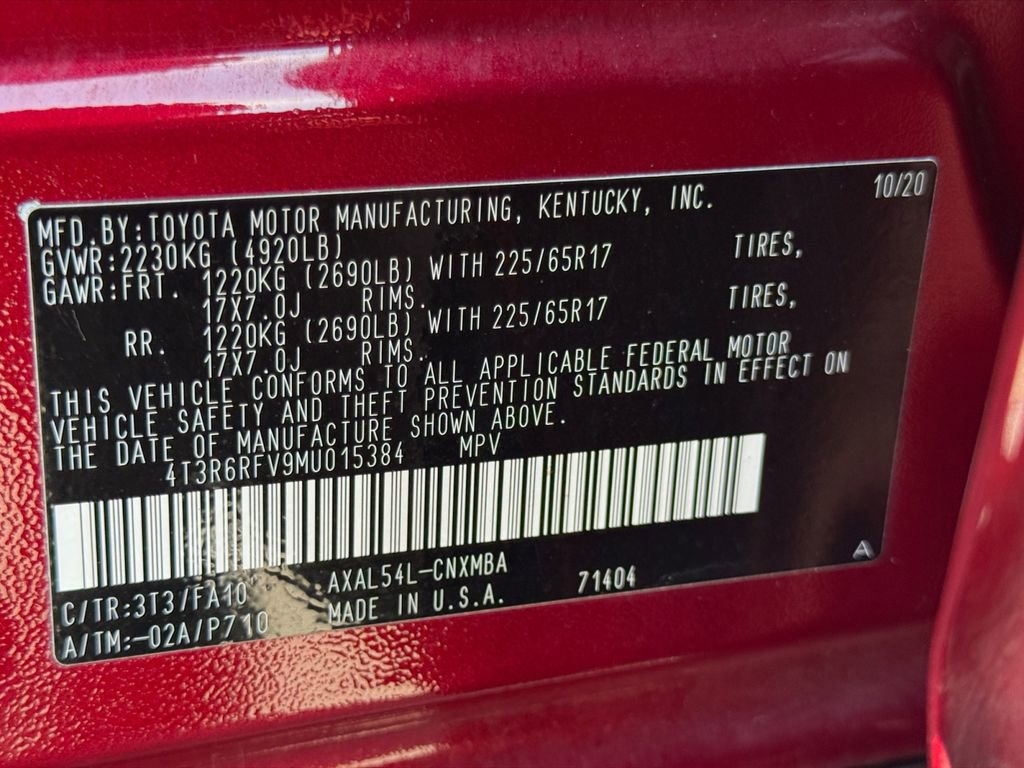 MFD.BY:TOYOTA MOTOR MANUFACTURING, KENTUCKY, INC. 10/20
GVWR:2230KG (4920LB)
GAWR:FRT. 1220KG (2690LB) WITH 225/65R17 TIRES,
17X7.0J RIMS.
RR. 1220KG (2690LB) WITH 225/65R17 TIRES,
17X7.0J RIMS.
THIS VEHICLE CONFORMS TO ALL APPLICABLE FEDERAL MOTOR
VEHICLE SAFETY AND THEFT PREVENTION STANDARDS IN EFFECT ON
THE DATE OF MANUFACTURE SHOWN ABOVE.
4T3R6RFV9MU015384 MPV
C/TR:3T3/FA10 AXAL54L-CNXMBA
A/TM:-02A/P710 MADE IN U.S.A. 71404
A